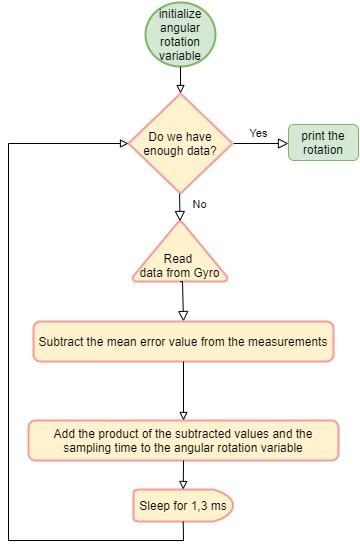 initialize
angular
rotation
variable
Do we have
enough data?
Yes
print the
rotation
No
Read
data from Gyro
Subtract the mean error value from the measurements
Add the product of the subtracted values and the
sampling time to the angular rotation variable
Sleep for 1,3 ms